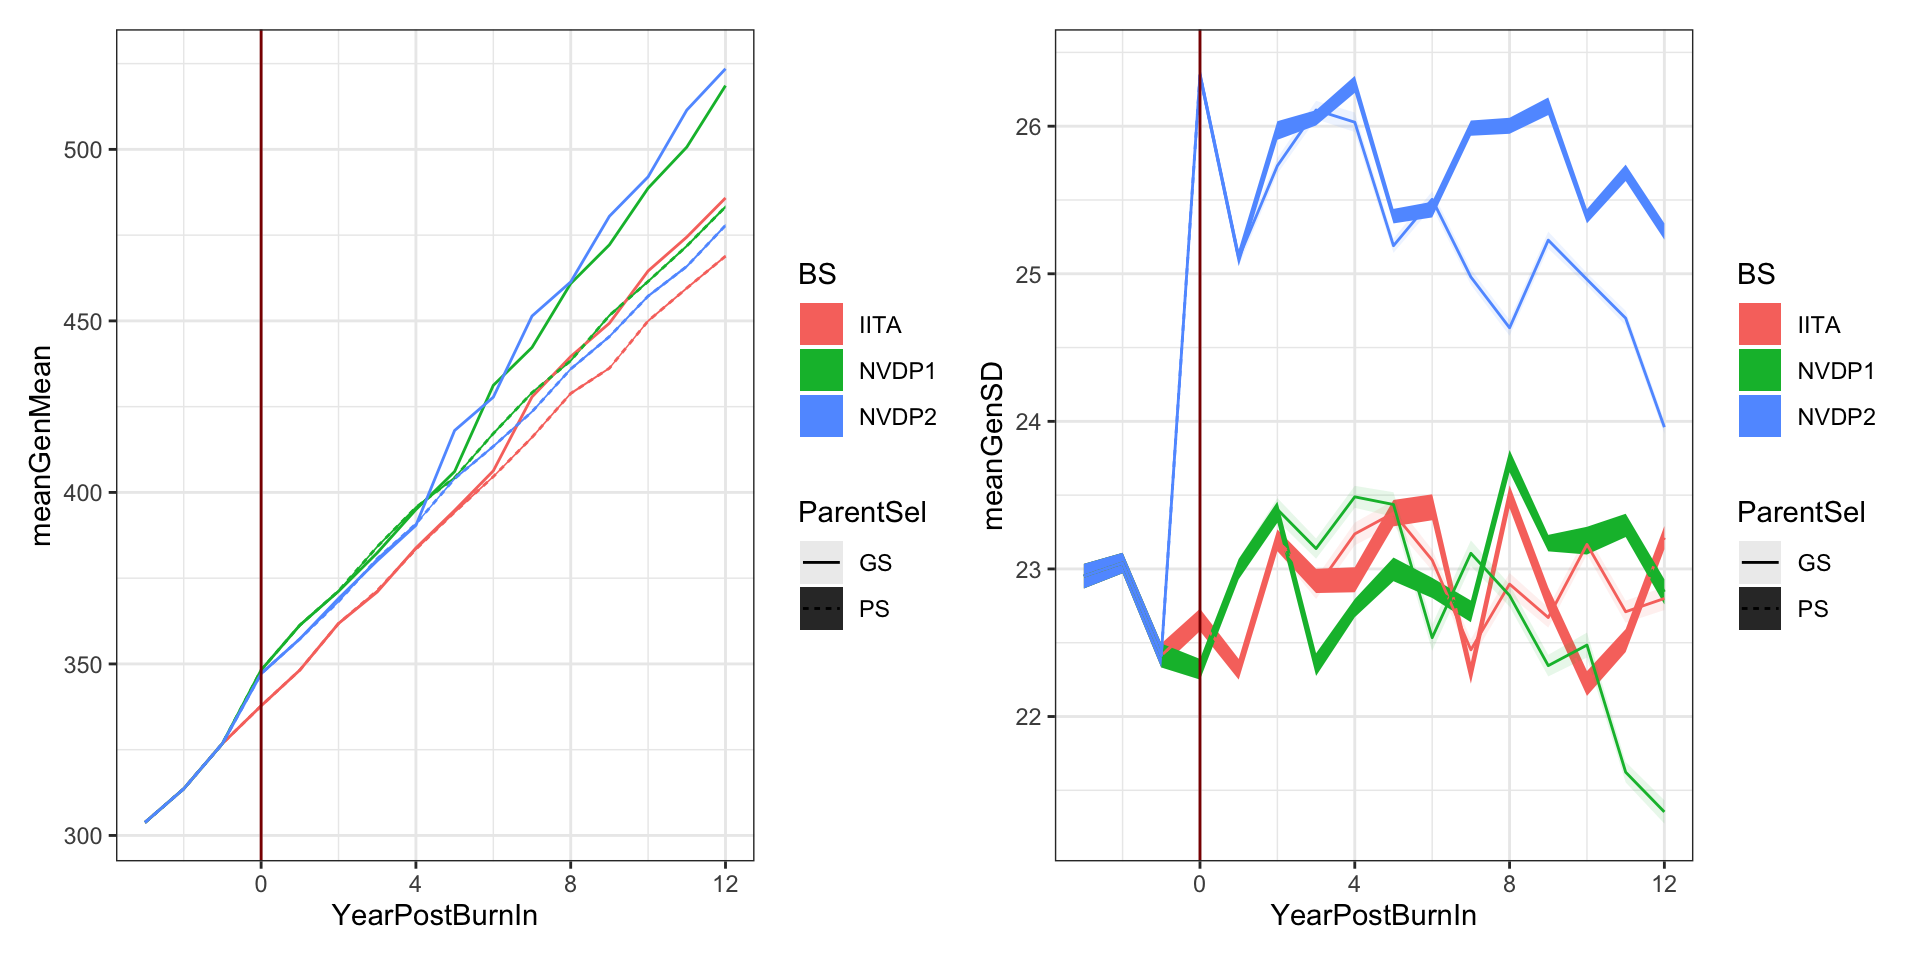 meanGenMean
500
450
400
350
300
0
4
8
12
YearPostBurnIn
BS
IITA
NVDP1
NVDP2
ParentSel
GS
PS
meanGenSD
26
25
24
23
22
0
4
8
12
YearPostBurnIn
BS
IITA
NVDP1
NVDP2
ParentSel
GS
PS